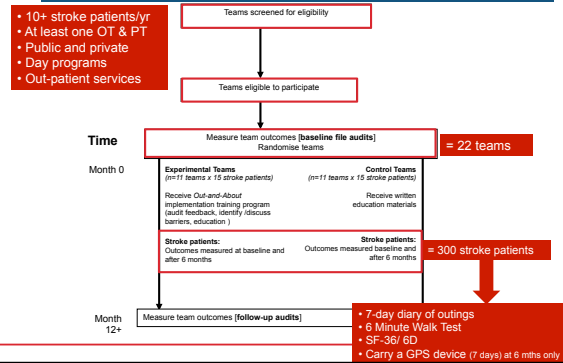 • 10+ stroke patients/yr
• At least one OT & PT
• Public and private
• Day programs
• Out-patient services
Teams screened for eligibility
Teams eligible to participate
Time
Measure team outcomes [baseline file audits]
Randomise teams
= 22 teams
Month 0
Experimental Teams
(n=11 teams x 15 stroke patients)
Receive Out-and-About
implementation training program
(audit feedback, identify /discuss
barriers, education )
Control Teams
(n=11 teams x 15 stroke patients)
Receive written
education materials
Stroke patients:
Outcomes measured at baseline and
after 6 months
Stroke patients:
Outcomes measured baseline and
after 6 months
= 300 stroke patients
Month
12+
Measure team outcomes [follow-up audits]
• 7-day diary of outings
• 6 Minute Walk Test
• SF-36/ 6D
• Carry a GPS device (7 days) at 6 mths only